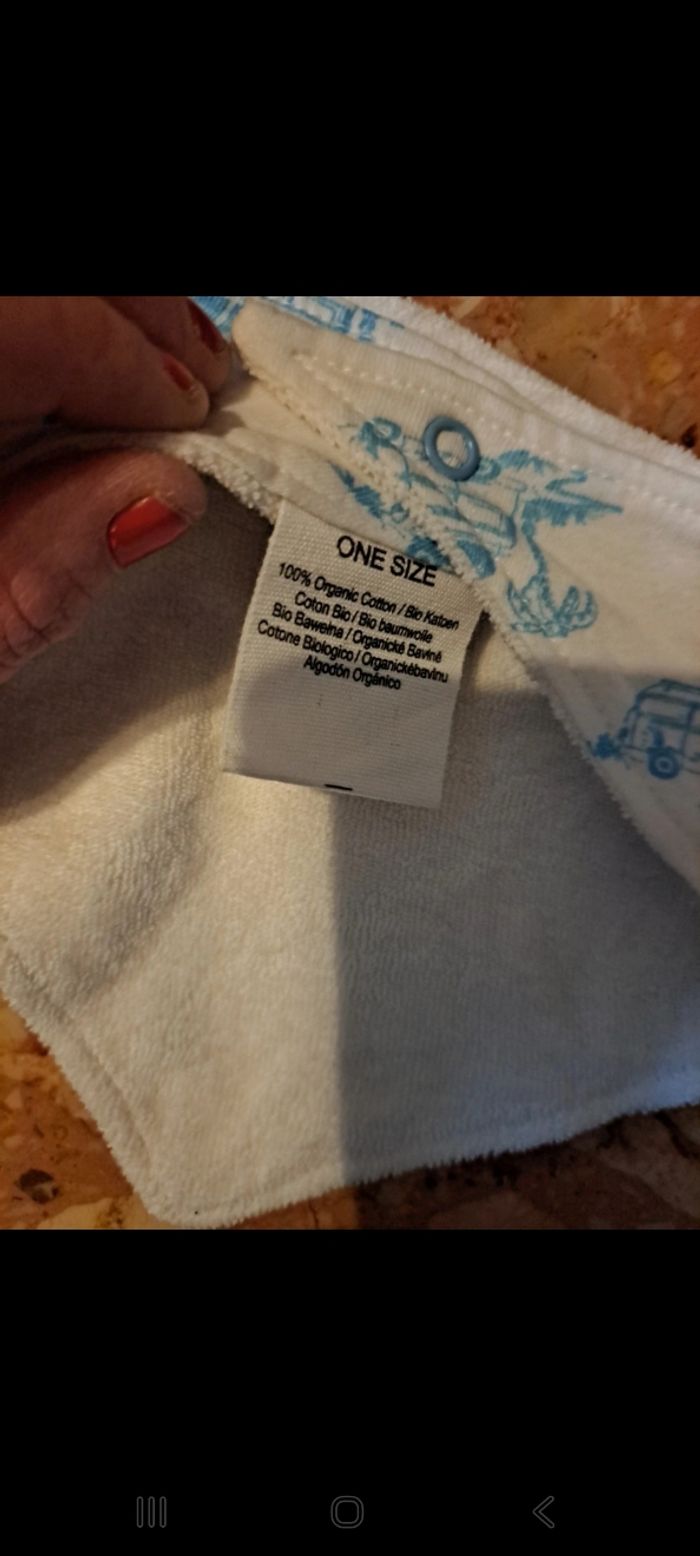 ONE SIZE
100% Organic Cotton / Bio Katoen
Coton Bio / Bio baumwolle
Bio Bawełna / Organické Bavlně
Cotone Biologico / Organickébavlnu
Algodón Orgánico